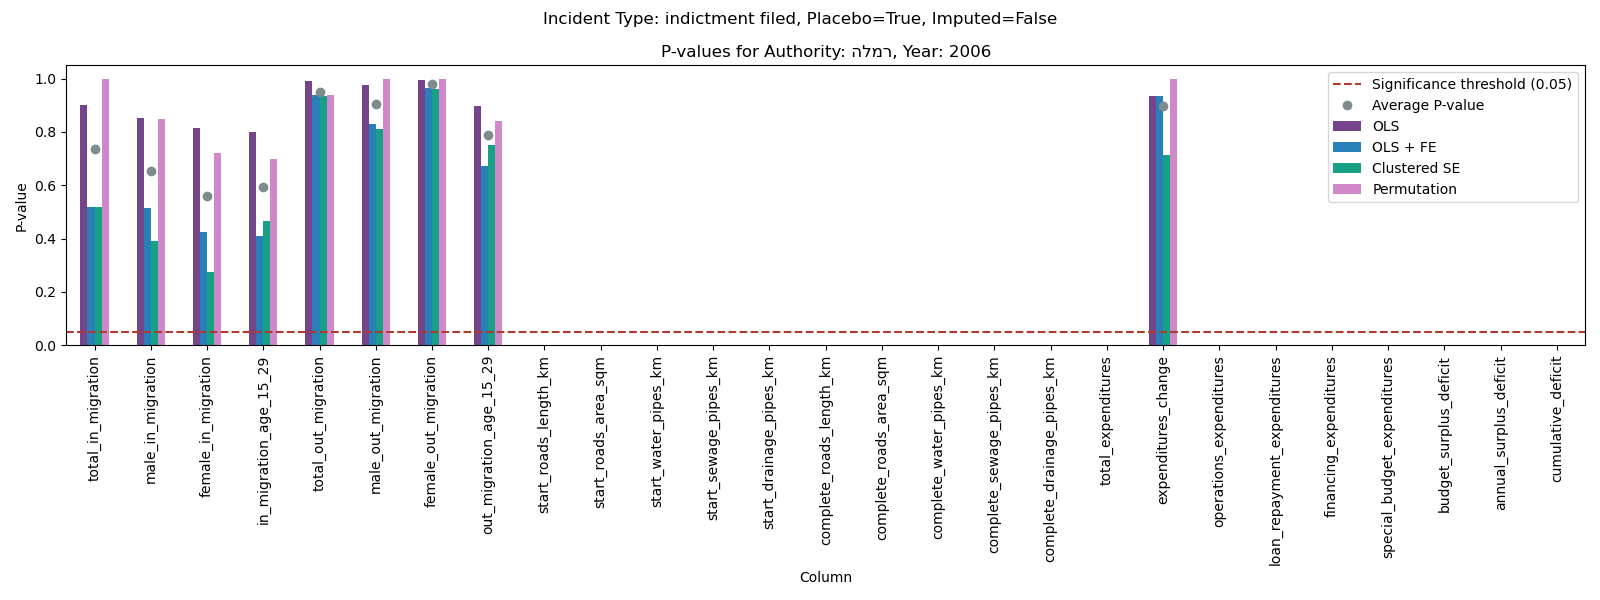 Incident Type: indictment filed, Placebo=True, Imputed=False
P-values for Authority: רמלה, Year: 2006
P-value
1.0
0.8
0.6
0.4
0.2
0.0
Significance threshold (0.05)
Average P-value
OLS
OLS + FE
Clustered SE
Permutation
total_in_migration
male_in_migration
female_in_migration
in_migration_age_15_29
total_out_migration
male_out_migration
female_out_migration
out_migration_age_15_29
start_roads_length_km
start_roads_area_sqm
start_water_pipes_km
start_sewage_pipes_km
start_drainage_pipes_km
complete_roads_length_km
complete_roads_area_sqm
complete_water_pipes_km
complete_sewage_pipes_km
complete_drainage_pipes_km
total_expenditures
expenditures_change
operations_expenditures
loan_repayment_expenditures
financing_expenditures
special_budget_expenditures
budget_surplus_deficit
annual_surplus_deficit
cumulative_deficit
Column